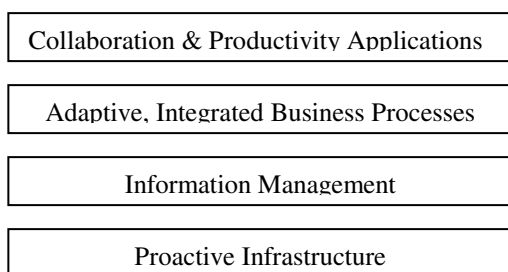 Collaboration & Productivity Applications
Adaptive, Integrated Business Processes
Information Management
Proactive Infrastructure